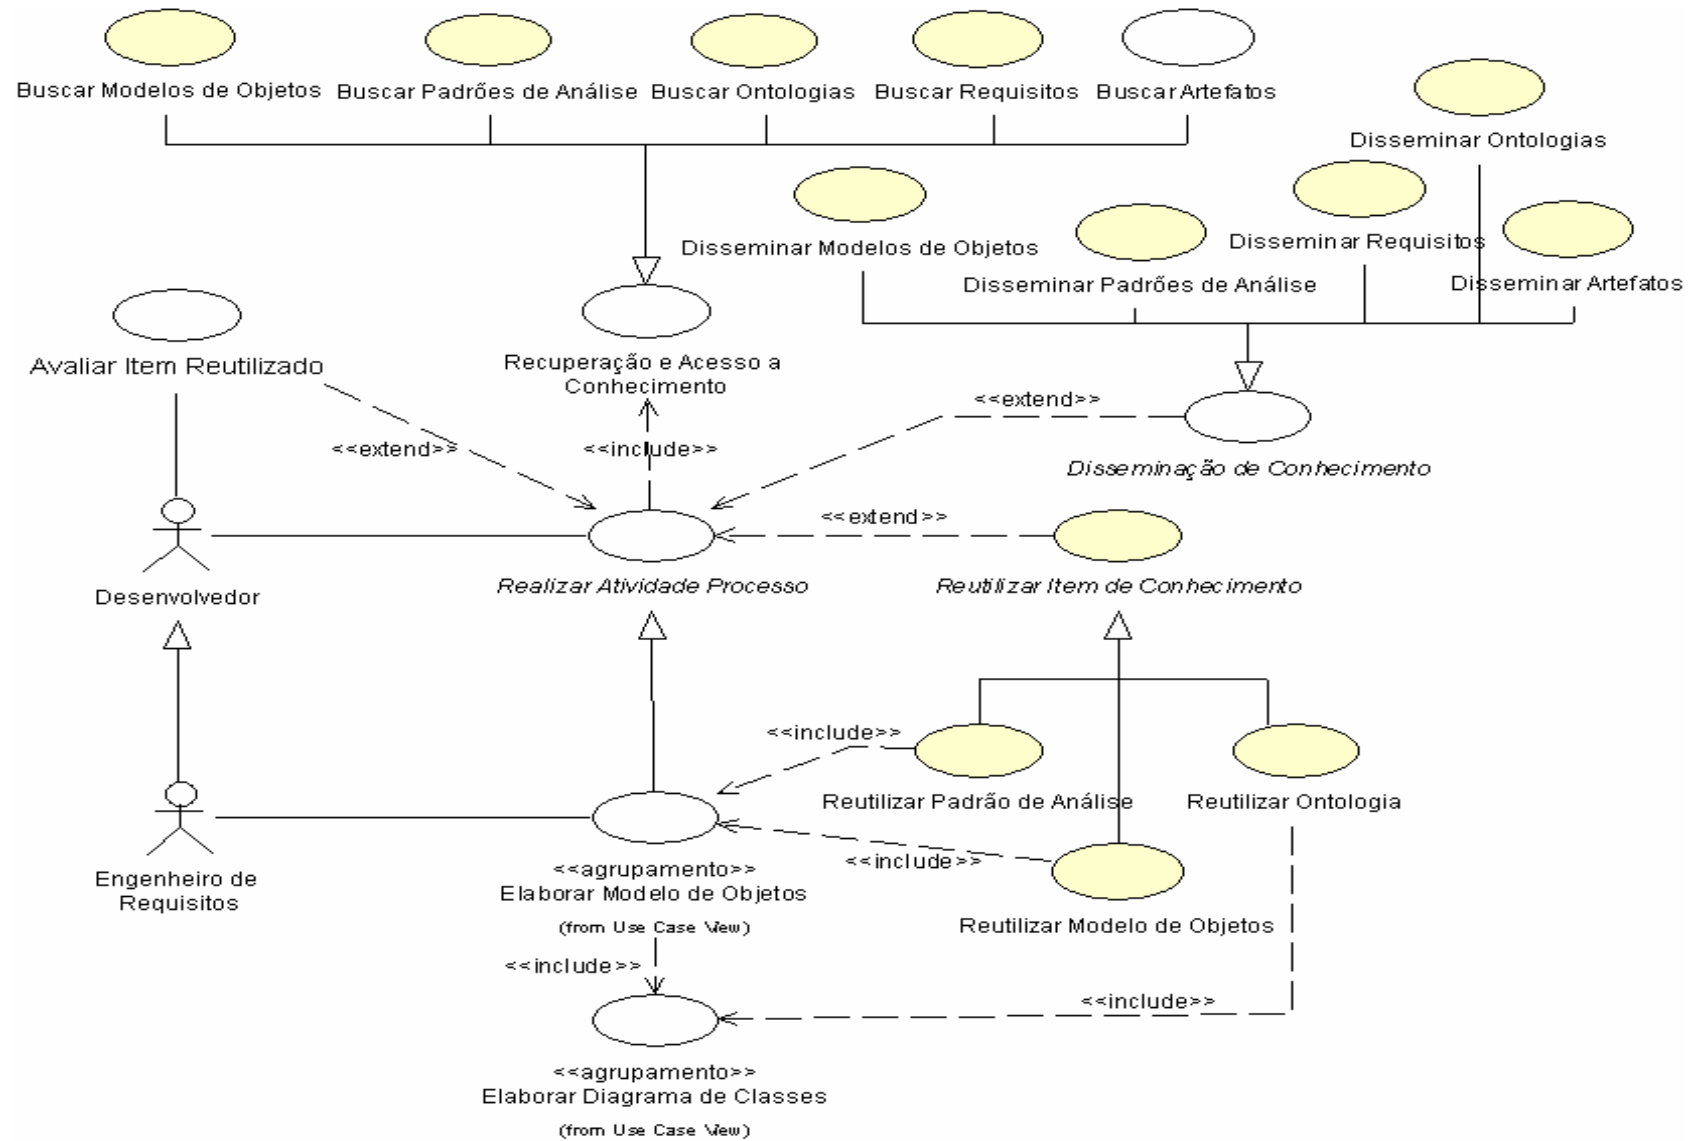 Buscar Modelos de Objetos
Buscar Padrões de Análise
Buscar Ontologias
Buscar Requisitos
Buscar Artefatos
Disseminar Ontologias
Disseminar Modelos de Objetos
Disseminar Requisitos
Disseminar Padrões de Análise
Disseminar Artefatos
Avaliar Item Reutilizado
Recuperação e Acesso a
Conhecimento
<<extend>>
<<extend>>
<<include>>
Disseminação de Conhecimento
<<extend>>
Desenvolvedor
Realizar Atividade Processo
Reutilizar Item de Conhecimento
<<include>>
Reutilizar Padrão de Análise
Reutilizar Ontologia
<<include>>
Engenheiro de
Requisitos
<<agrupamento>>
Elaborar Modelo de Objetos
(from Use Case View)
Reutilizar Modelo de Objetos
<<include>>
<<include>>
<<agrupamento>>
Elaborar Diagrama de Classes
(from Use Case View)